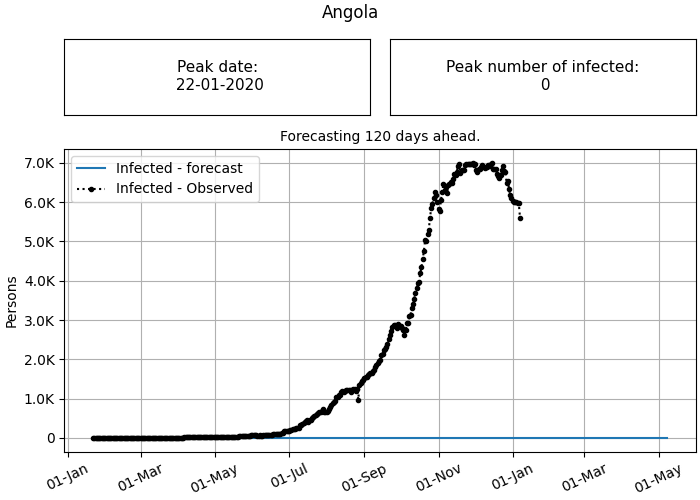 Angola
Peak date:
22-01-2020
Peak number of infected:
0
Forecasting 120 days ahead.
Infected - forecast
Infected - Observed
7.0K
6.0K
5.0K
4.0K
3.0K
2.0K
1.0K
0
Persons
01-Jan
01-Mar
01-May
01-Jul
01-Sep
01-Nov
01-Jan
01-Mar
01-May